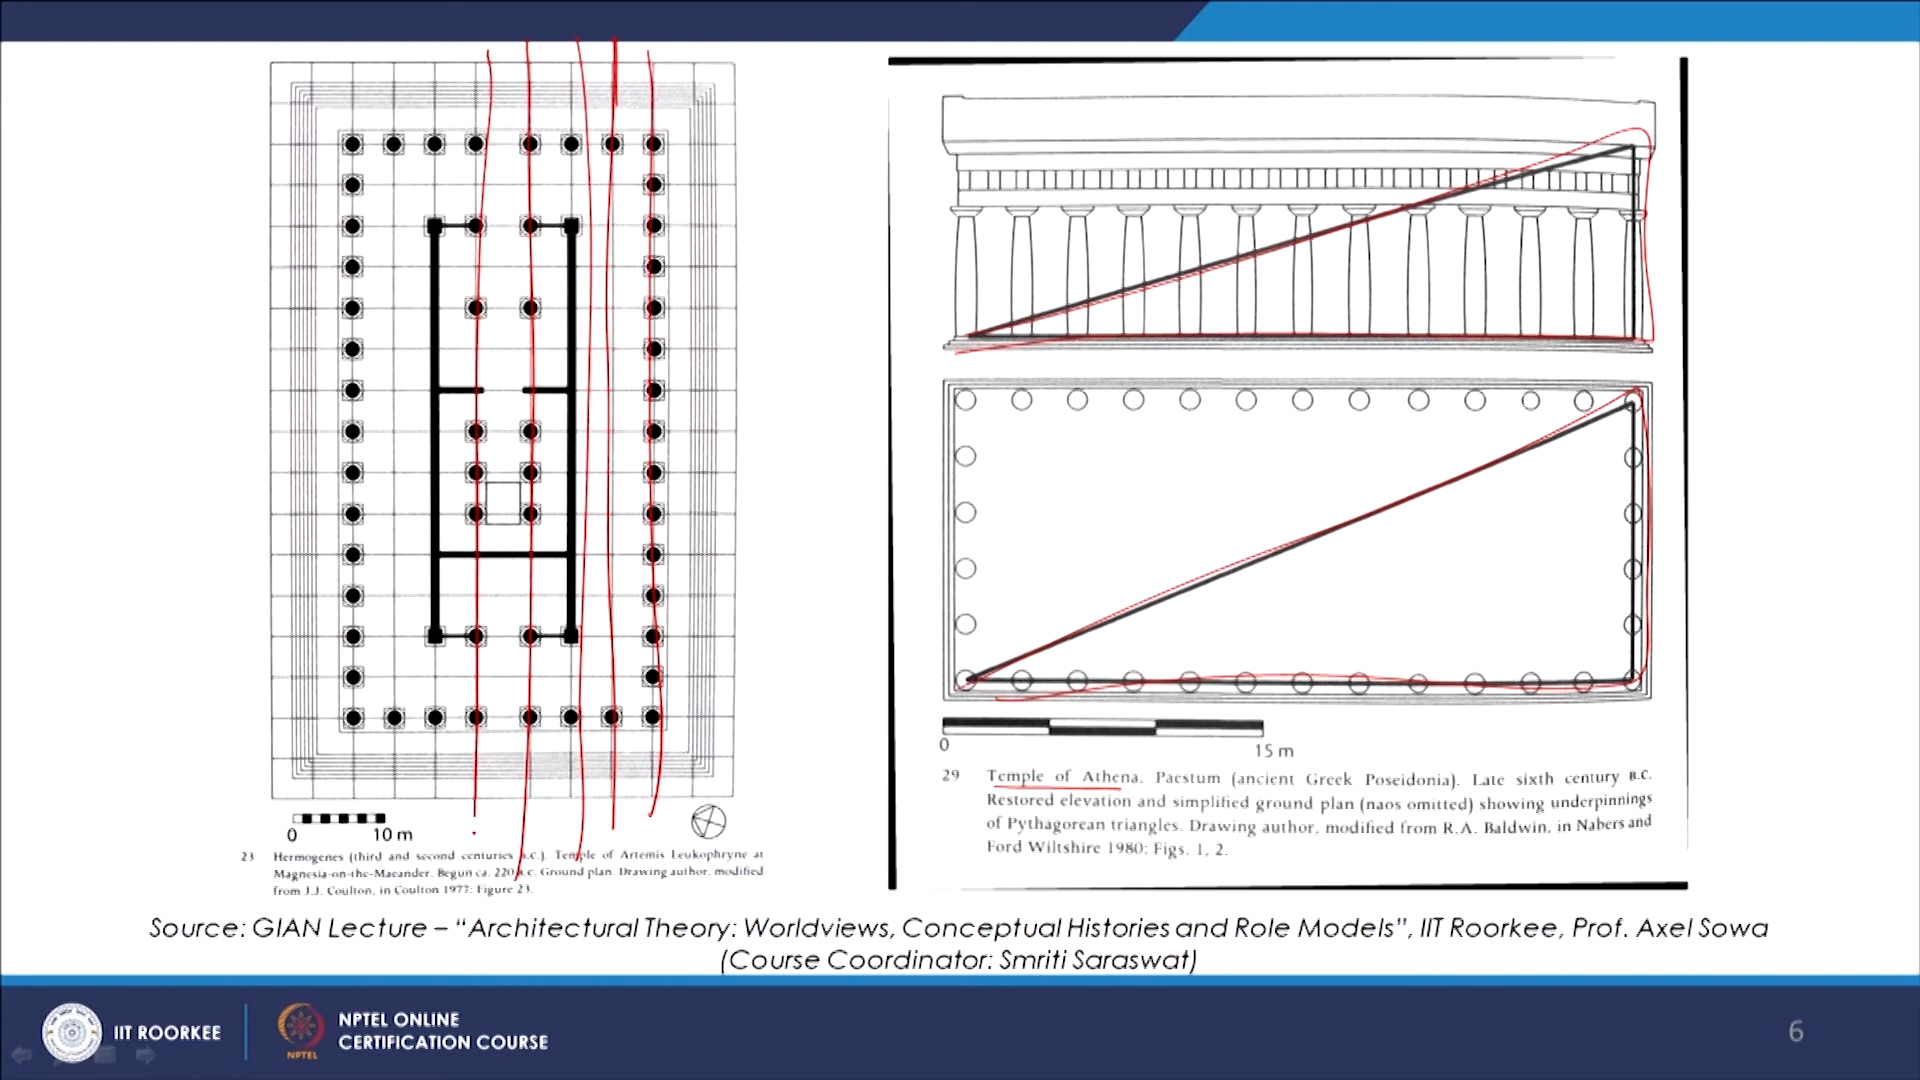 0 10 m
23 Hermogenes (third and second centuries B.C.). Temple of Artemis Leukophryne at
Magnesia-on-the-Maeander. Begun ca. 220 B.C. Ground plan. Drawing author, modified
from J.J. Coulton, in Coulton 1977: Figure 23.
0 15 m
29 Temple of Athena. Paestum (ancient Greek Poseidonia). Late sixth century B.C.
Restored elevation and simplified ground plan (naos omitted) showing underpinnings
of Pythagorean triangles. Drawing author, modified from R.A. Baldwin, in Nabers and
Ford Wiltshire 1980: Figs. 1, 2.
Source: GIAN Lecture – “Architectural Theory: Worldviews, Conceptual Histories and Role Models”, IIT Roorkee, Prof. Axel Sowa
(Course Coordinator: Smriti Saraswat)
IIT ROORKEE
NPTEL
NPTEL ONLINE
CERTIFICATION COURSE
6